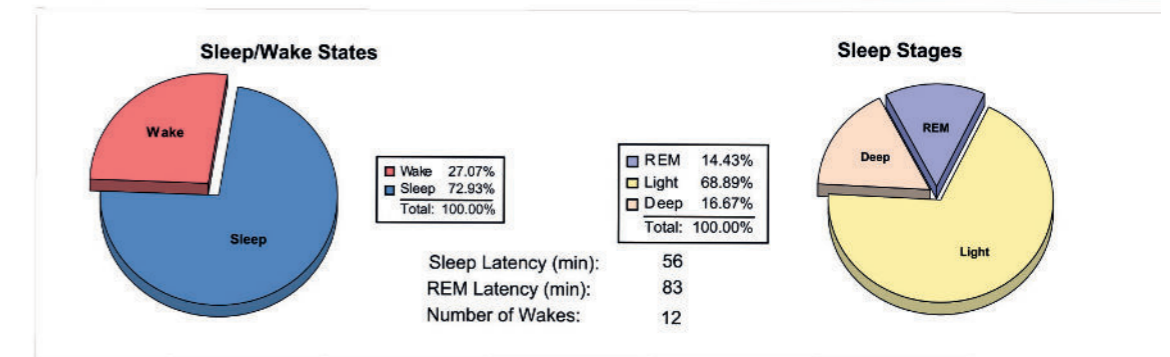 Sleep/Wake States
Wake
Sleep
Wake 27.07%
Sleep 72.93%
Total: 100.00%
Sleep Stages
REM
Deep
Light
REM 14.43%
Light 68.89%
Deep 16.67%
Total: 100.00%
Sleep Latency (min): 56
REM Latency (min): 83
Number of Wakes: 12